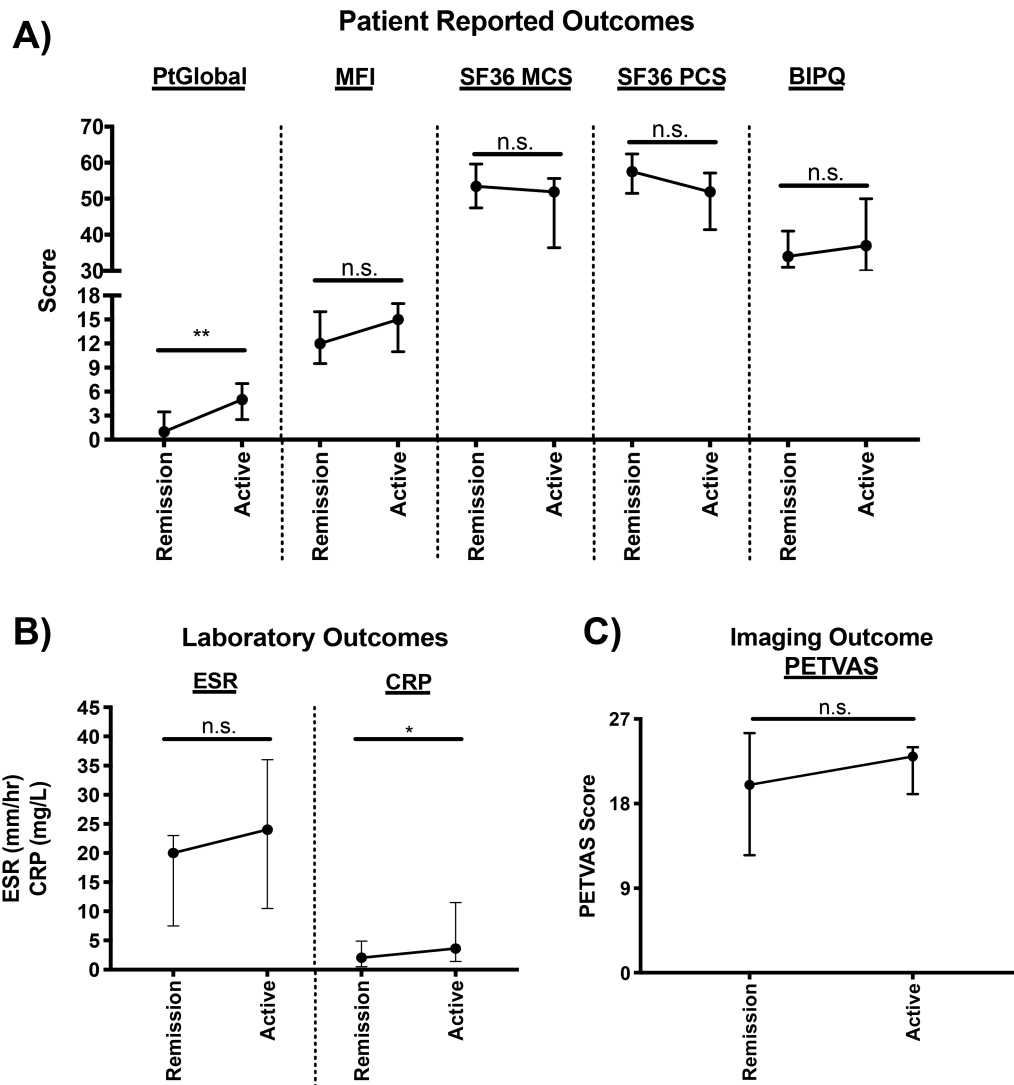 A)
Patient Reported Outcomes
PtGlobal
MFI
SF36 MCS
SF36 PCS
BIPQ
Score
70
60
50
40
30
18
15
12
9
6
3
0
**
n.s.
n.s.
n.s.
n.s.
Remission
Active
Remission
Active
Remission
Active
Remission
Active
Remission
Active
B)
Laboratory Outcomes
ESR
CRP
ESR (mm/hr)
CRP (mg/L)
45
40
35
30
25
20
15
10
5
0
n.s.
*
Remission
Active
Remission
Active
C)
Imaging Outcome
PETVAS
PETVAS Score
27
18
9
0
n.s.
Remission
Active